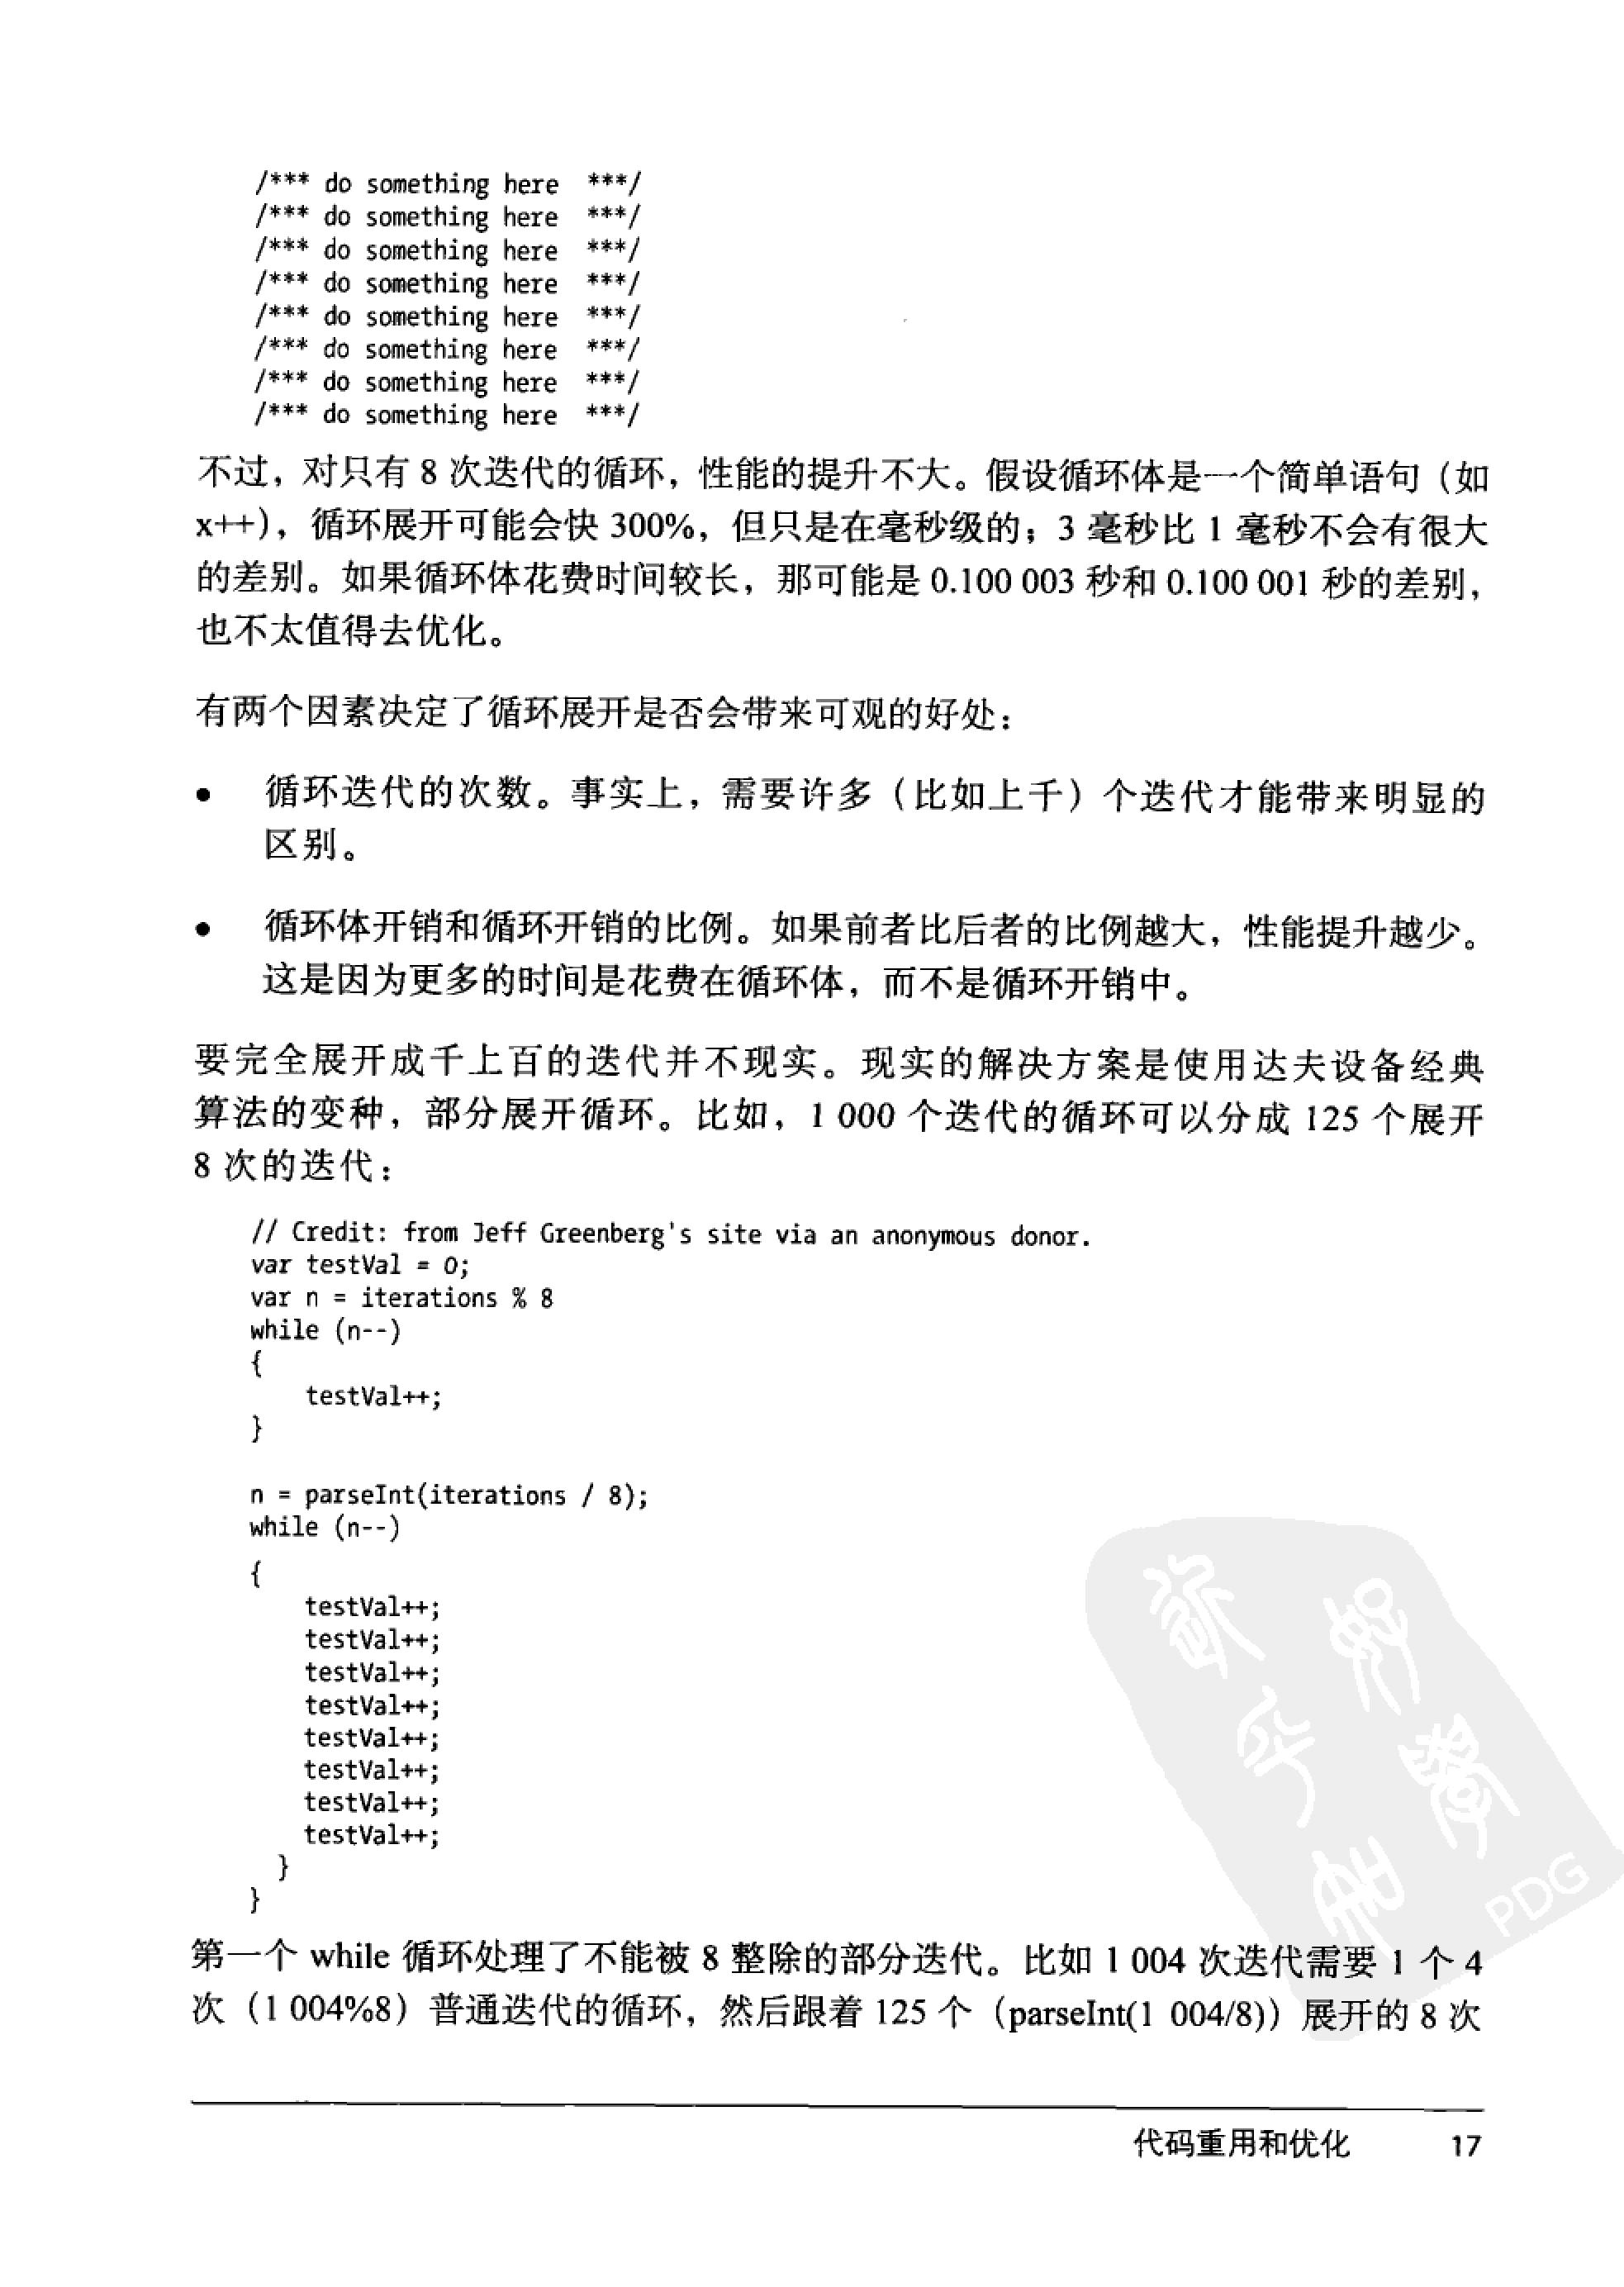 /*** do something here  ***/
/*** do something here  ***/
/*** do something here  ***/
/*** do something here  ***/
/*** do something here  ***/
/*** do something here  ***/
/*** do something here  ***/
/*** do something here  ***/
不过，对只有 8 次迭代的循环，性能的提升不大。假设循环体是一个简单语句（如
x++），循环展开可能会快 300%，但只是在毫秒级的；3 毫秒比 1 毫秒不会有很大
的差别。如果循环体花费时间较长，那可能是 0.100 003 秒和 0.100 001 秒的差别，
也不太值得去优化。
有两个因素决定了循环展开是否会带来可观的好处：
• 循环迭代的次数。事实上，需要许多（比如上千）个迭代才能带来明显的
区别。
• 循环体开销和循环开销的比例。如果前者比后者的比例越大，性能提升越少。
这是因为更多的时间是花费在循环体，而不是循环开销中。
要完全展开成千上百的迭代并不现实。现实的解决方案是使用达夫设备经典
算法的变种，部分展开循环。比如，1 000 个迭代的循环可以分成 125 个展开
8 次的迭代：
// Credit: from Jeff Greenberg's site via an anonymous donor.
var testVal = 0;
var n = iterations % 8
while (n--)
{
    testVal++;
}
n = parseInt(iterations / 8);
while (n--)
{
    testVal++;
    testVal++;
    testVal++;
    testVal++;
    testVal++;
    testVal++;
    testVal++;
    testVal++;
  }
}
第一个 while 循环处理了不能被 8 整除的部分迭代。比如 1 004 次迭代需要 1 个 4
次（1 004%8）普通迭代的循环，然后跟着 125 个（parseInt(1 004/8)）展开的 8 次
PDG
代码重用和优化 17